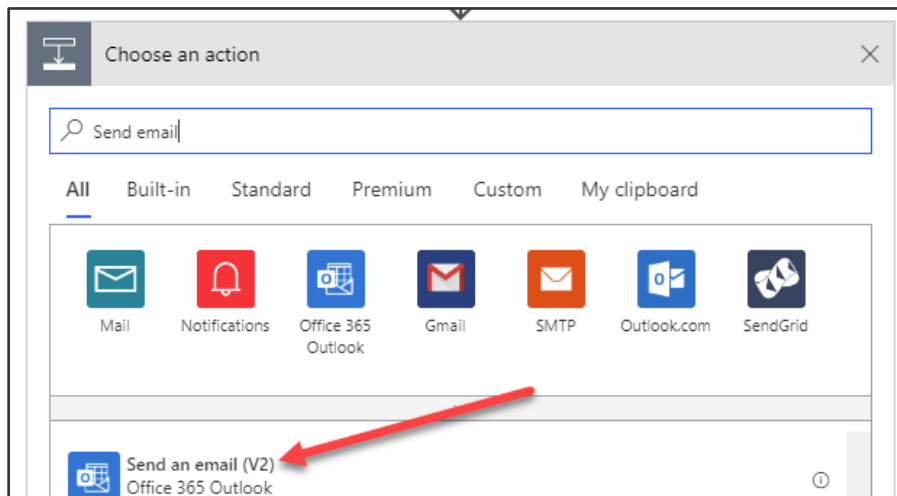 Choose an action
Send email
All Built-in Standard Premium Custom My clipboard
Mail Notifications Office 365 Outlook Gmail SMTP Outlook.com SendGrid
Send an email (V2)
Office 365 Outlook